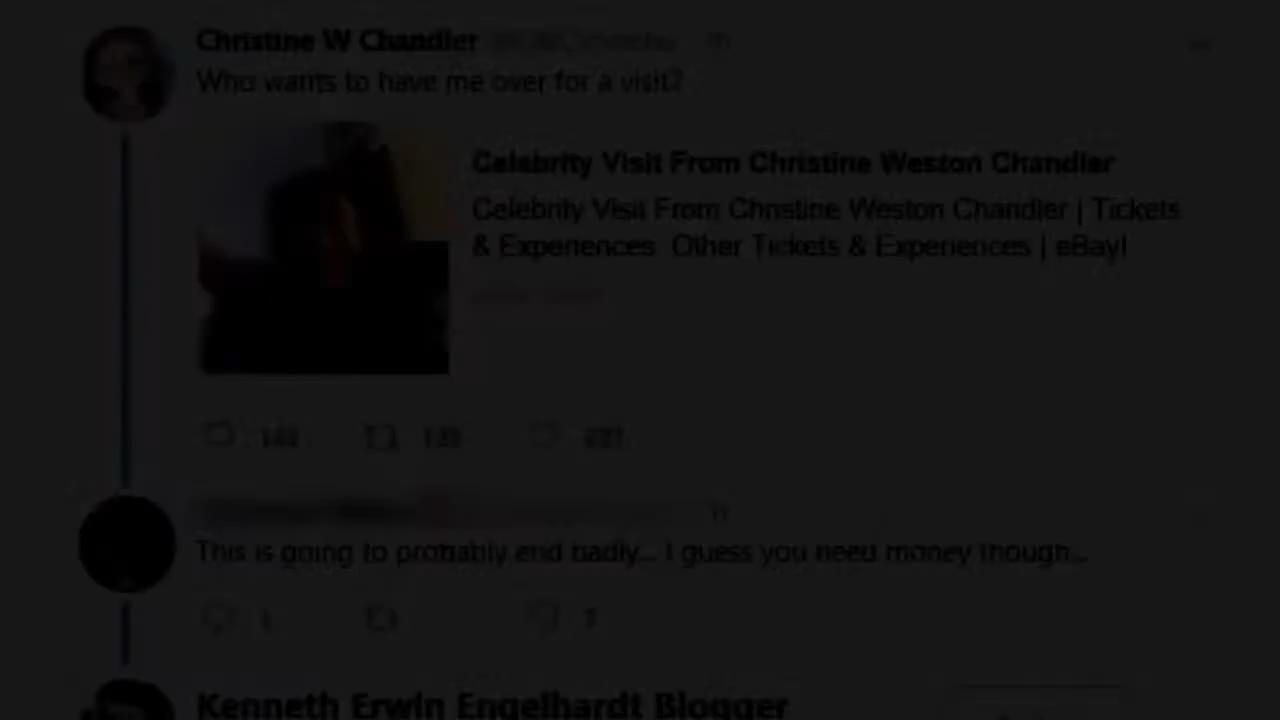 Christine W Chandler
Who wants to have me over for a visit?
Celebrity Visit From Christine Weston Chandler
Celebrity Visit From Christine Weston Chandler | Tickets
& Experiences Other Tickets & Experiences | eBay!
This is going to probably end badly... I guess you need money though...
1
Kenneth Erwin Engelhardt Blogger